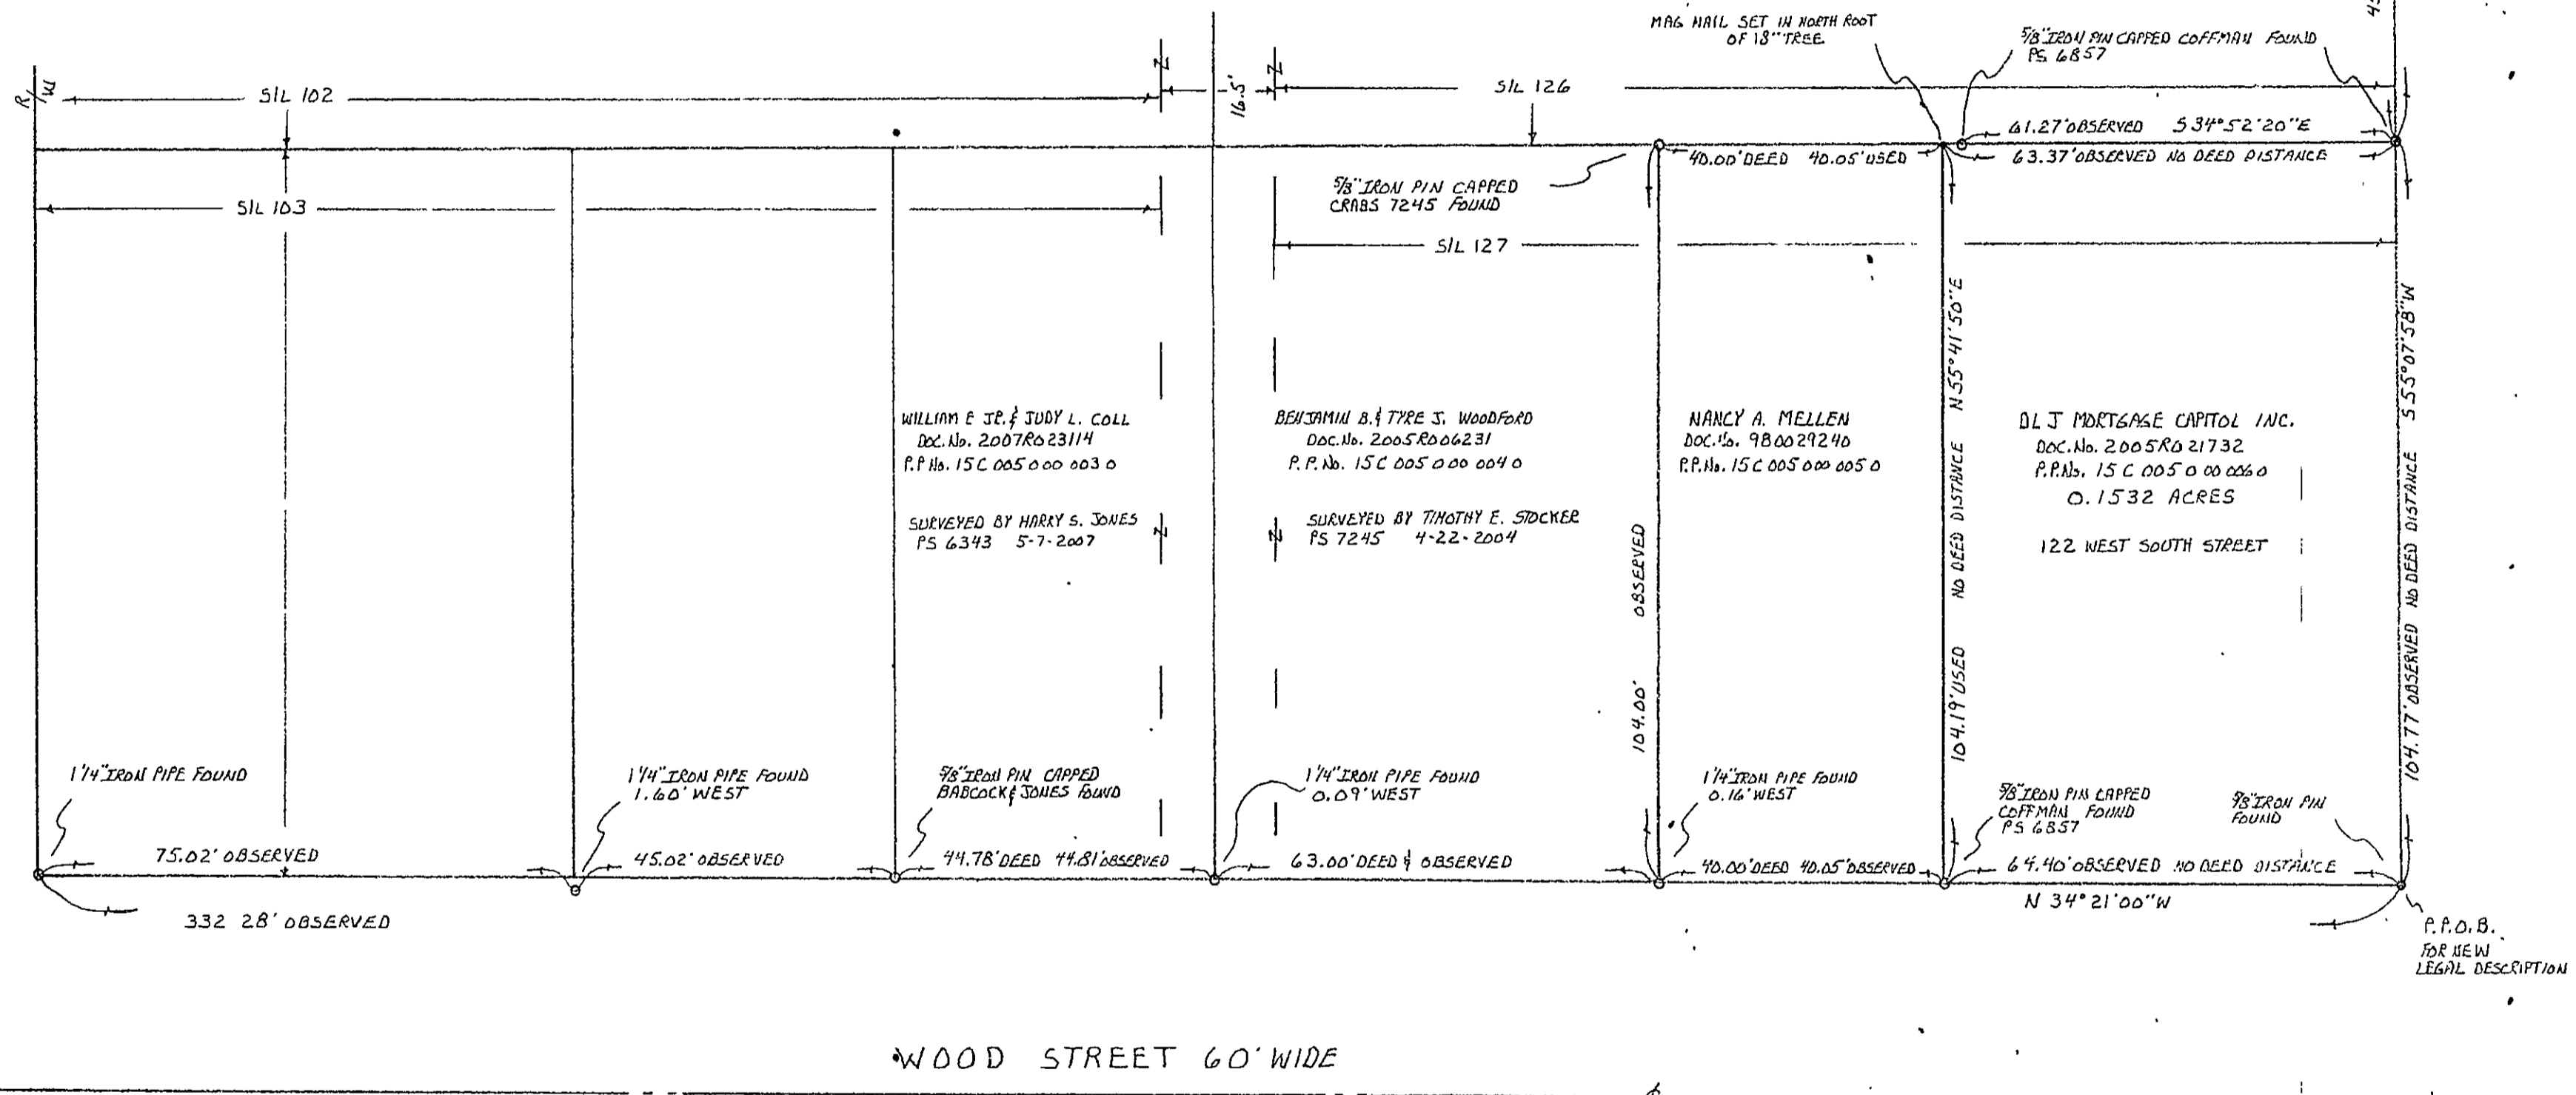 MAG NAIL SET IN NORTH ROOT
OF 18" TREE
5/8" IRON PIN CAPPED COFFMAN FOUND
PS 6857
R/W
S/L 102
16.5'
S/L 126
61.27' OBSERVED S 34°52'20"E
40.00' DEED 40.05' USED
63.37' OBSERVED NO DEED DISTANCE
5/8" IRON PIN CAPPED
CRABS 7245 FOUND
S/L 103
S/L 127
WILLIAM E JR. & JUDY L. COLL
DOC. No. 2007R023114
P.P No. 15C 005 0 00 003 0
SURVEYED BY HARRY S. JONES
PS 6343 5-7-2007
BENJAMIN B. & TYRE J. WOODFORD
DOC. No. 2005R006231
P.P. No. 15C 005 0 00 004 0
SURVEYED BY TIMOTHY E. STOCKER
PS 7245 4-22-2004
NANCY A. MELLEN
DOC. No. 980029240
P.P. No. 15C 005 000 005 0
DLJ MORTGAGE CAPITOL INC.
DOC. No. 2005R021732
P.P. No. 15 C 005 0 00 006 0
0.1532 ACRES
122 WEST SOUTH STREET
104.00' OBSERVED
104.19' USED NO DEED DISTANCE N 55°41'50"E
104.77' OBSERVED NO DEED DISTANCE S 55°07'58"W
1 1/4" IRON PIPE FOUND
1 1/4" IRON PIPE FOUND
1.60' WEST
5/8" IRON PIN CAPPED
BABCOCK & JONES FOUND
1 1/4" IRON PIPE FOUND
0.09' WEST
1 1/4" IRON PIPE FOUND
0.16' WEST
5/8" IRON PIN CAPPED
COFFMAN FOUND
PS 6857
5/8" IRON PIN
FOUND
75.02' OBSERVED
45.02' OBSERVED
44.78' DEED 44.81' OBSERVED
63.00' DEED & OBSERVED
40.00' DEED 40.05' OBSERVED
64.40' OBSERVED NO DEED DISTANCE
332 28' OBSERVED
N 34°21'00"W
P.P.O.B.
FOR NEW
LEGAL DESCRIPTION
WOOD STREET 60' WIDE